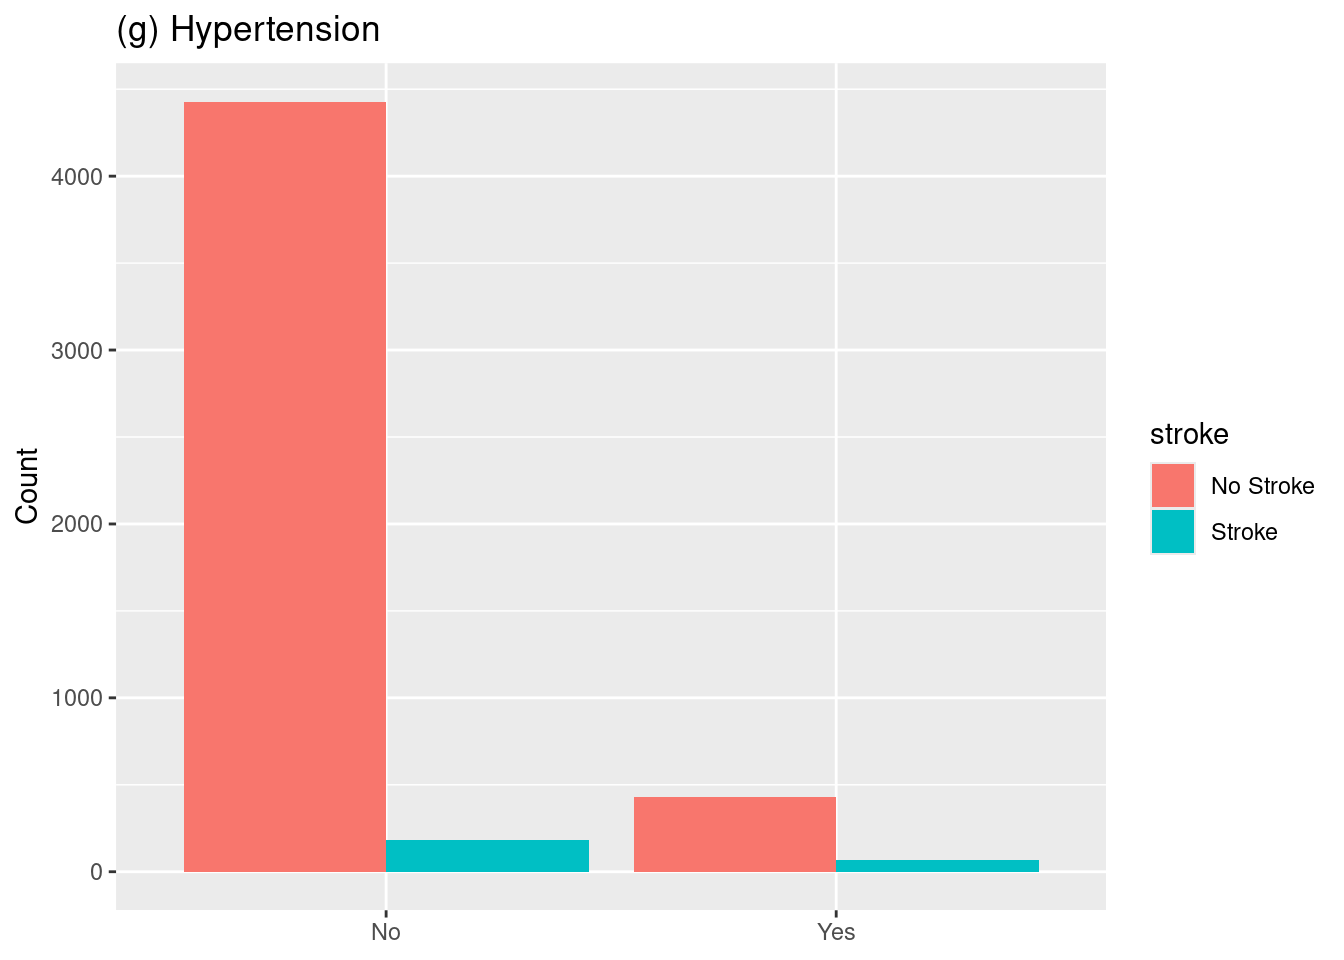 (g) Hypertension
4000
3000
2000
1000
0
Count
No
Yes
stroke
No Stroke
Stroke